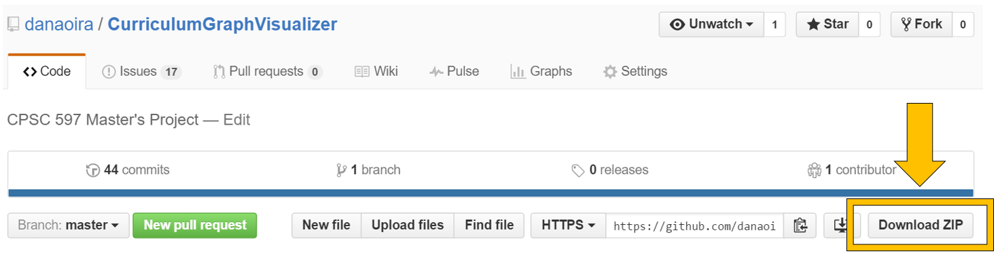 danaoira / CurriculumGraphVisualizer Unwatch 1 Star 0 Fork 0
Code Issues 17 Pull requests 0 Wiki Pulse Graphs Settings
CPSC 597 Master's Project — Edit
44 commits 1 branch 0 releases 1 contributor
Branch: master New pull request New file Upload files Find file HTTPS https://github.com/danaoi Download ZIP